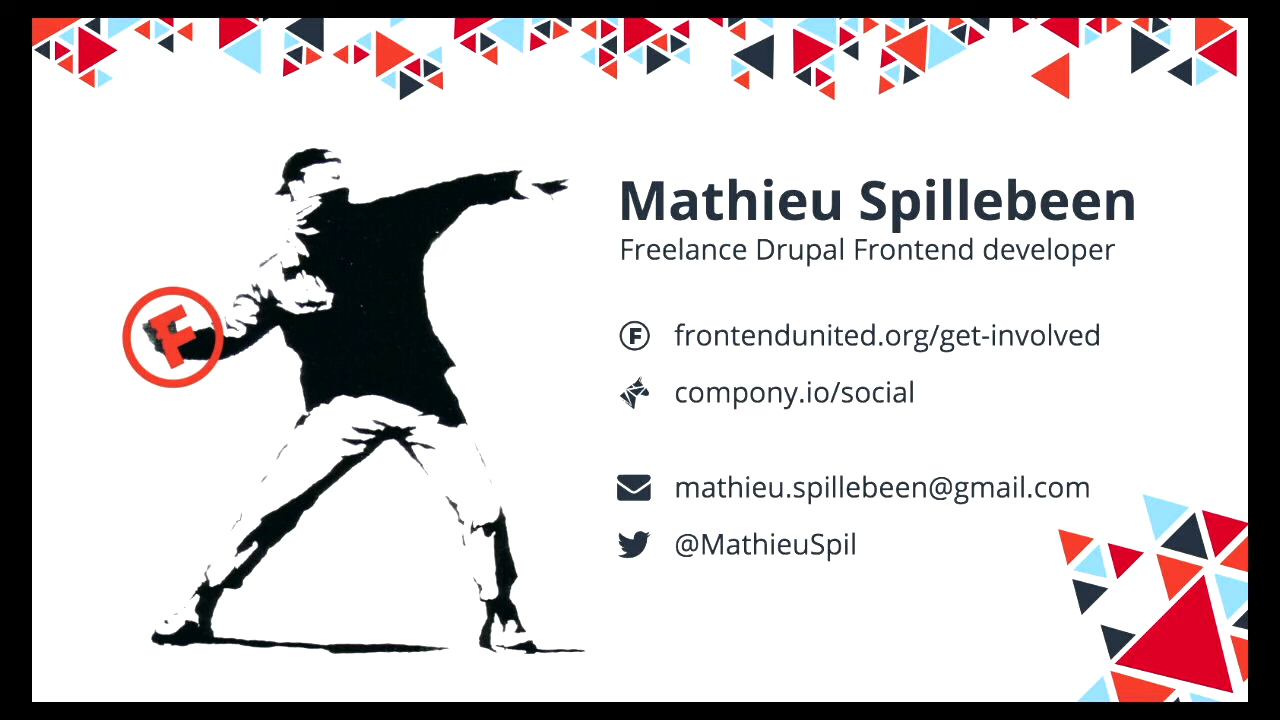 Mathieu Spillebeen
Freelance Drupal Frontend developer
F
F frontendunited.org/get-involved
compony.io/social
mathieu.spillebeen@gmail.com
@MathieuSpil